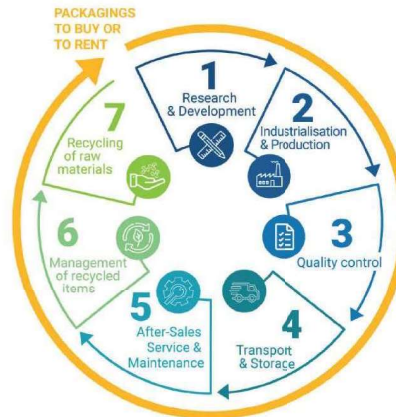 PACKAGINGS
TO BUY OR
TO RENT
1
Research
& Development
2
Industrialisation
& Production
3
Quality control
4
Transport
& Storage
5
After-Sales
Service &
Maintenance
6
Management
of recycled
items
7
Recycling
of raw
materials